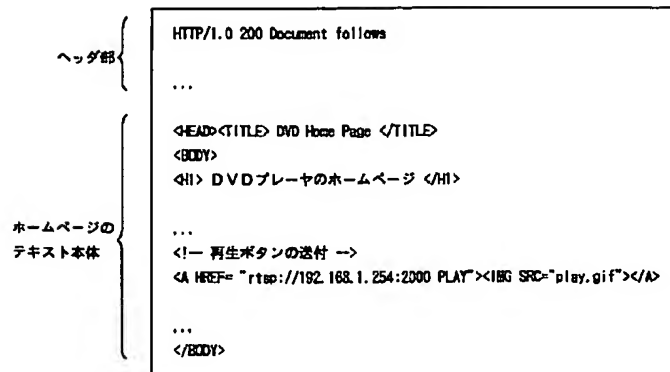 ヘッダ部
HTTP/1.0 200 Document follows
...
ホームページの
テキスト本体
<HEAD><TITLE> DVD Home Page </TITLE>
<BODY>
<H1> DVDプレーヤのホームページ </H1>
...
<!-- 再生ボタンの送付 -->
<A HREF= "rtsp://192.168.1.254:2000 PLAY"><IMG SRC="play.gif"></A>
...
</BODY>